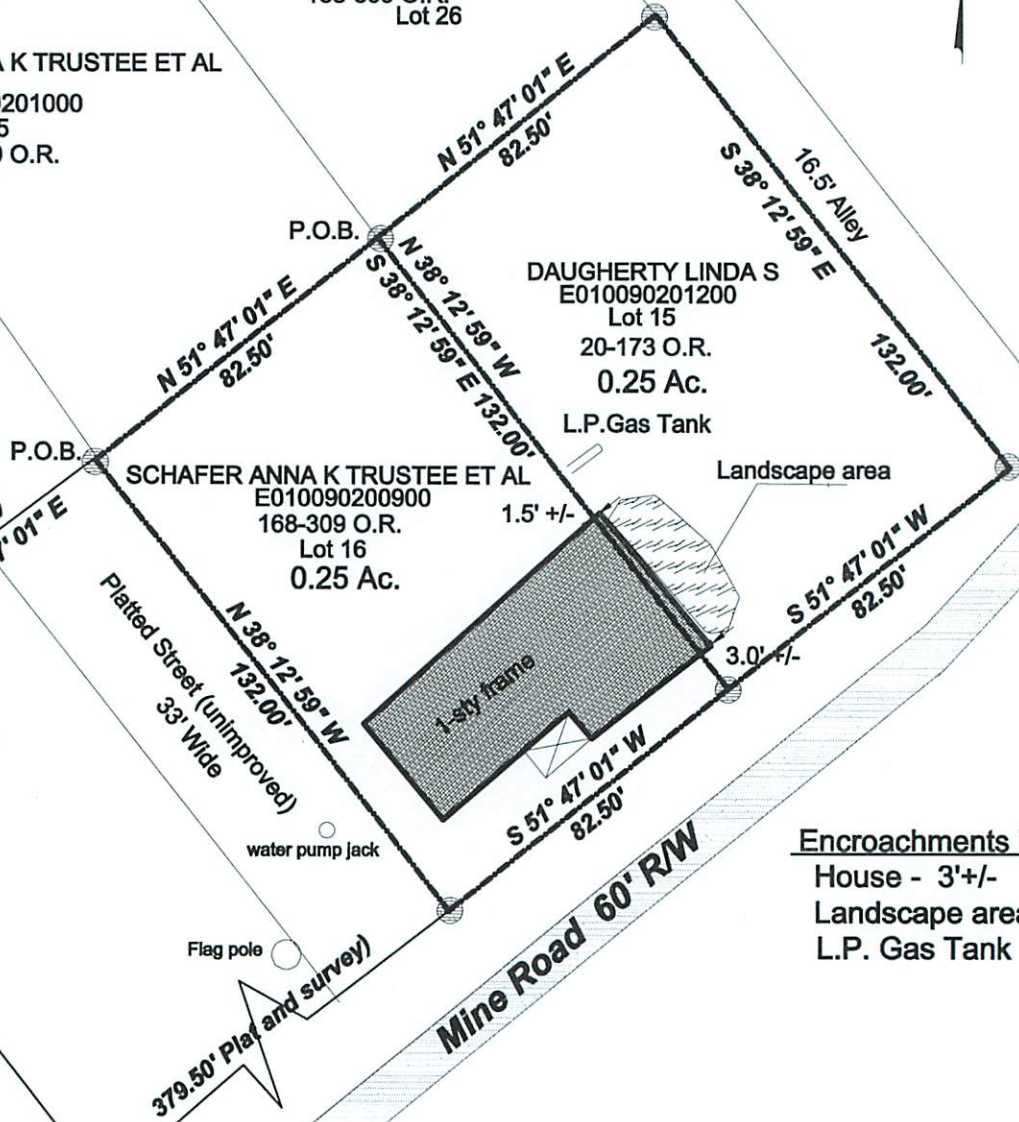 Lot 26
K TRUSTEE ET AL
201000
O.R.
N 51° 47' 01" E
82.50'
16.5' Alley
S 38° 12' 59" E
132.00'
P.O.B.
N 38° 12' 59" W
S 38° 12' 59" E 132.00'
DAUGHERTY LINDA S
E010090201200
Lot 15
20-173 O.R.
0.25 Ac.
N 51° 47' 01" E
82.50'
L.P.Gas Tank
P.O.B.
SCHAFER ANNA K TRUSTEE ET AL
E010090200900
168-309 O.R.
Lot 16
0.25 Ac.
Landscape area
1.5' +/-
01" E
S 51° 47' 01" W
82.50'
Platted Street (unimproved)
33' Wide
N 38° 12' 59" W
132.00'
1-sty frame
3.0' +/-
S 51° 47' 01" W
82.50'
water pump jack
Mine Road 60' R/W
Encroachments
House - 3'+/-
Landscape area
L.P. Gas Tank
Flag pole
379.50' Plat and survey)